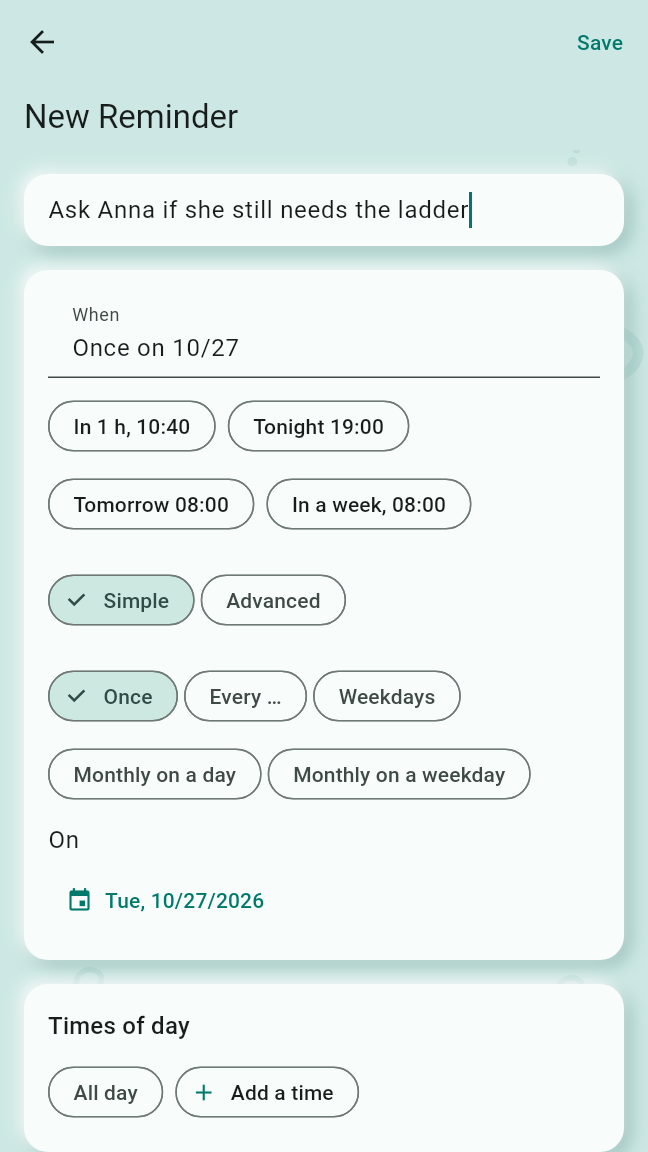 Save
New Reminder
Ask Anna if she still needs the ladder
When
Once on 10/27
In 1 h, 10:40 Tonight 19:00
Tomorrow 08:00 In a week, 08:00
Simple Advanced
Once Every ... Weekdays
Monthly on a day Monthly on a weekday
On
Tue, 10/27/2026
Times of day
All day Add a time